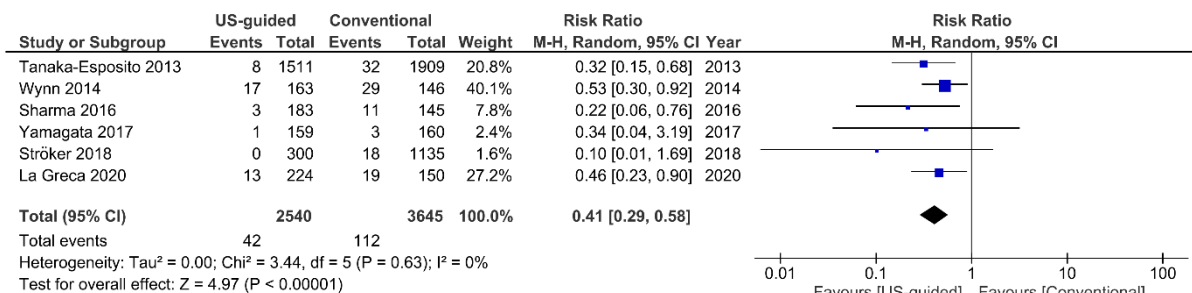 US-guided Conventional Risk Ratio Risk Ratio
Study or Subgroup Events Total Events Total Weight M-H, Random, 95% CI Year M-H, Random, 95% CI
Tanaka-Esposito 2013 8 1511 32 1909 20.8% 0.32 [0.15, 0.68] 2013
Wynn 2014 17 163 29 146 40.1% 0.53 [0.30, 0.92] 2014
Sharma 2016 3 183 11 145 7.8% 0.22 [0.06, 0.76] 2016
Yamagata 2017 1 159 3 160 2.4% 0.34 [0.04, 3.19] 2017
Ströker 2018 0 300 18 1135 1.6% 0.10 [0.01, 1.69] 2018
La Greca 2020 13 224 19 150 27.2% 0.46 [0.23, 0.90] 2020
Total (95% CI) 2540 3645 100.0% 0.41 [0.29, 0.58]
Total events 42 112
Heterogeneity: Tau² = 0.00; Chi² = 3.44, df = 5 (P = 0.63); I² = 0%
Test for overall effect: Z = 4.97 (P < 0.00001)
0.01 0.1 1 10 100
Favours [US-guided] Favours [Conventional]